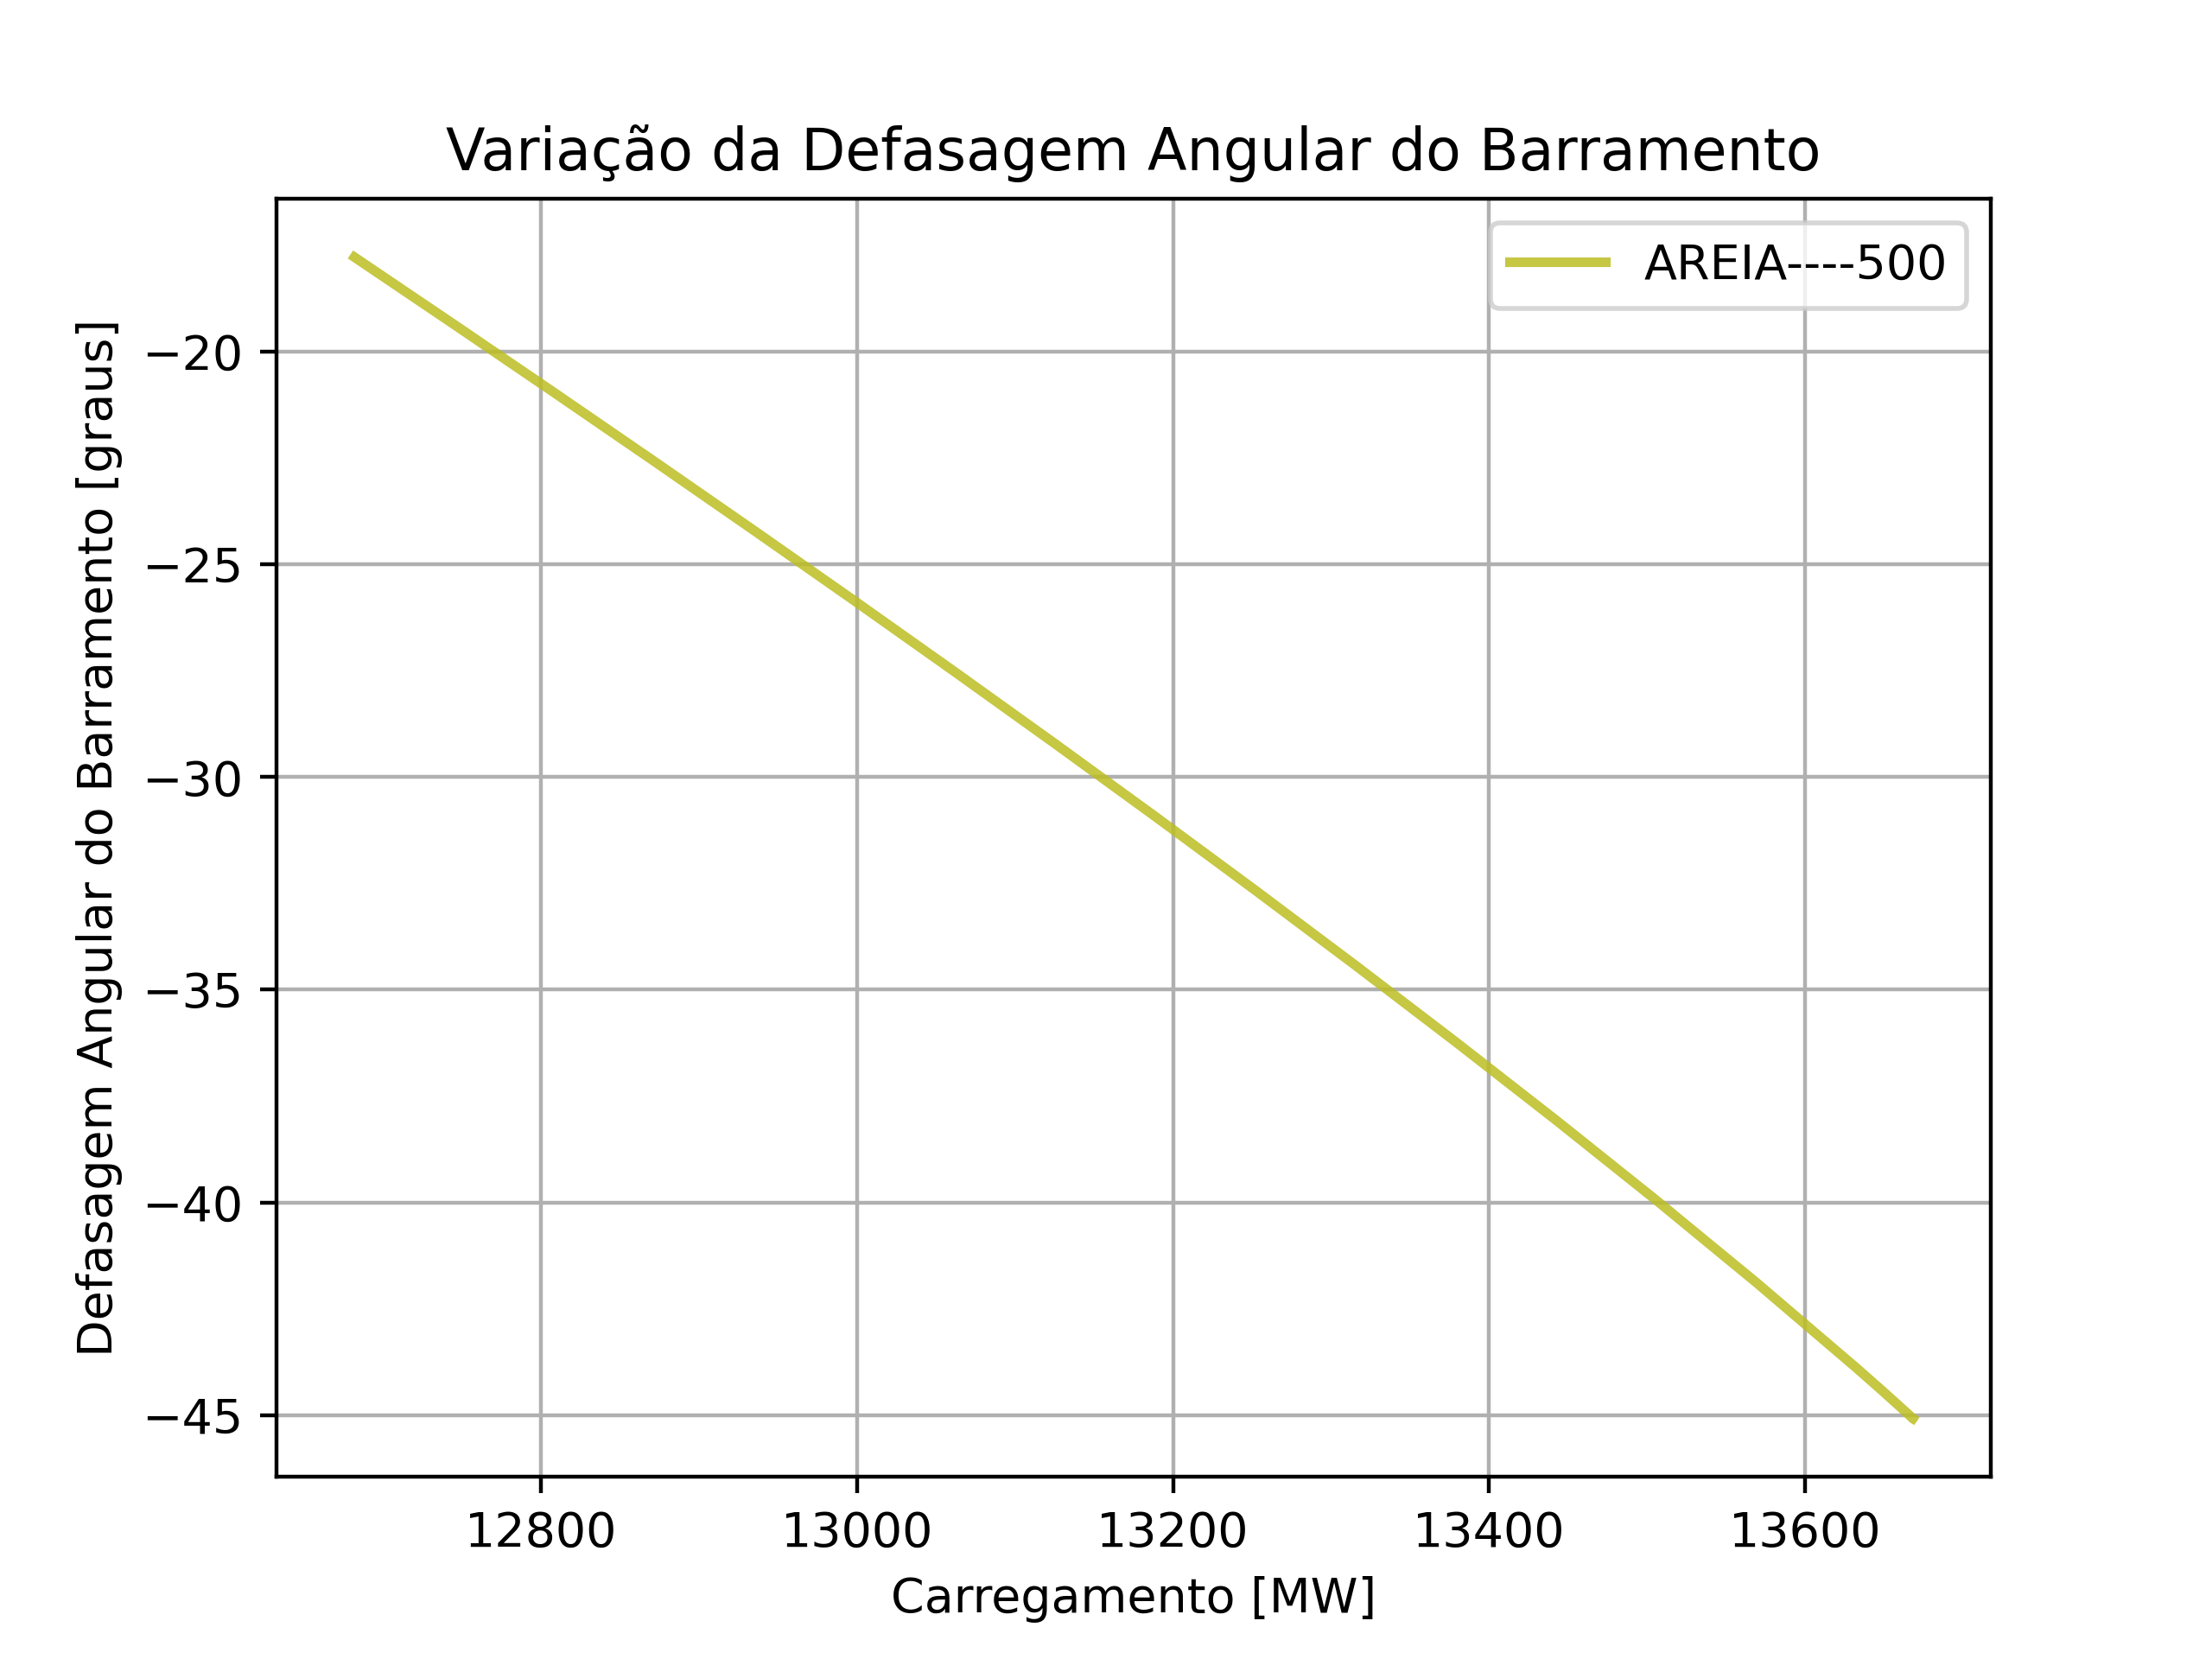 Variação da Defasagem Angular do Barramento
AREIA----500
Defasagem Angular do Barramento [graus]
−20
−25
−30
−35
−40
−45
12800 13000 13200 13400 13600
Carregamento [MW]